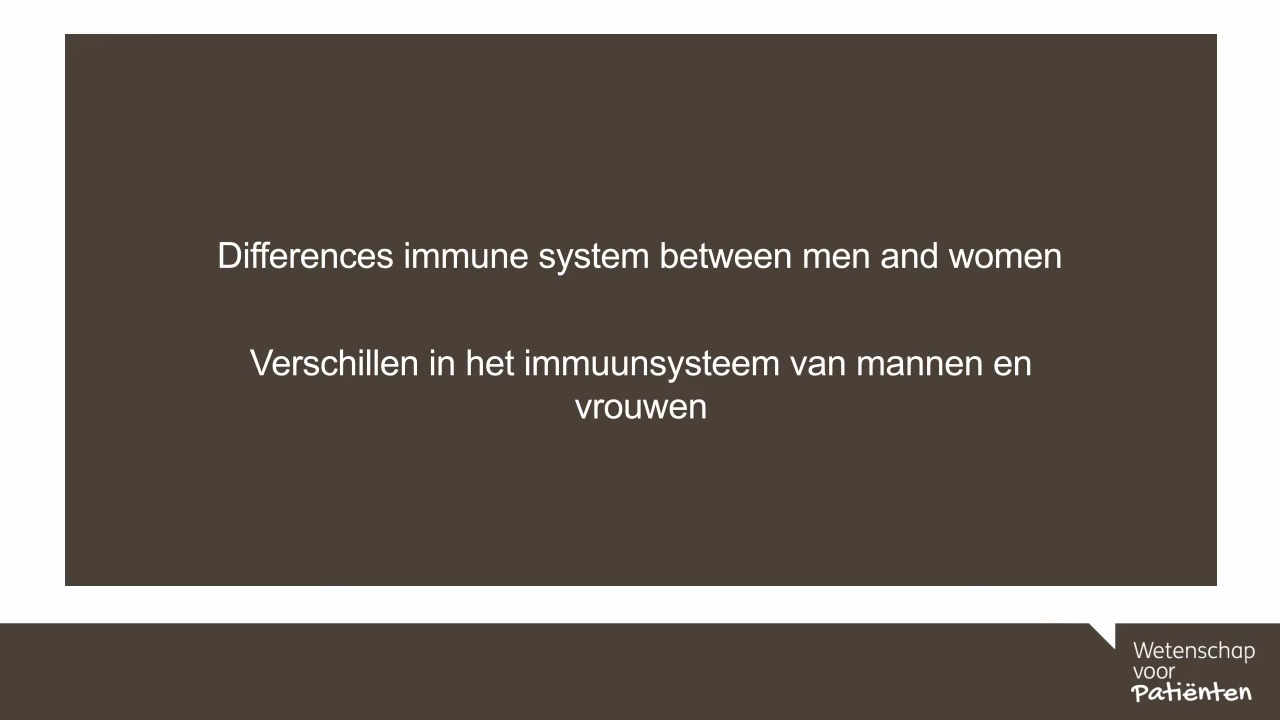 Differences immune system between men and women
Verschillen in het immuunsysteem van mannen en
vrouwen
Wetenschap
voor
Patiënten